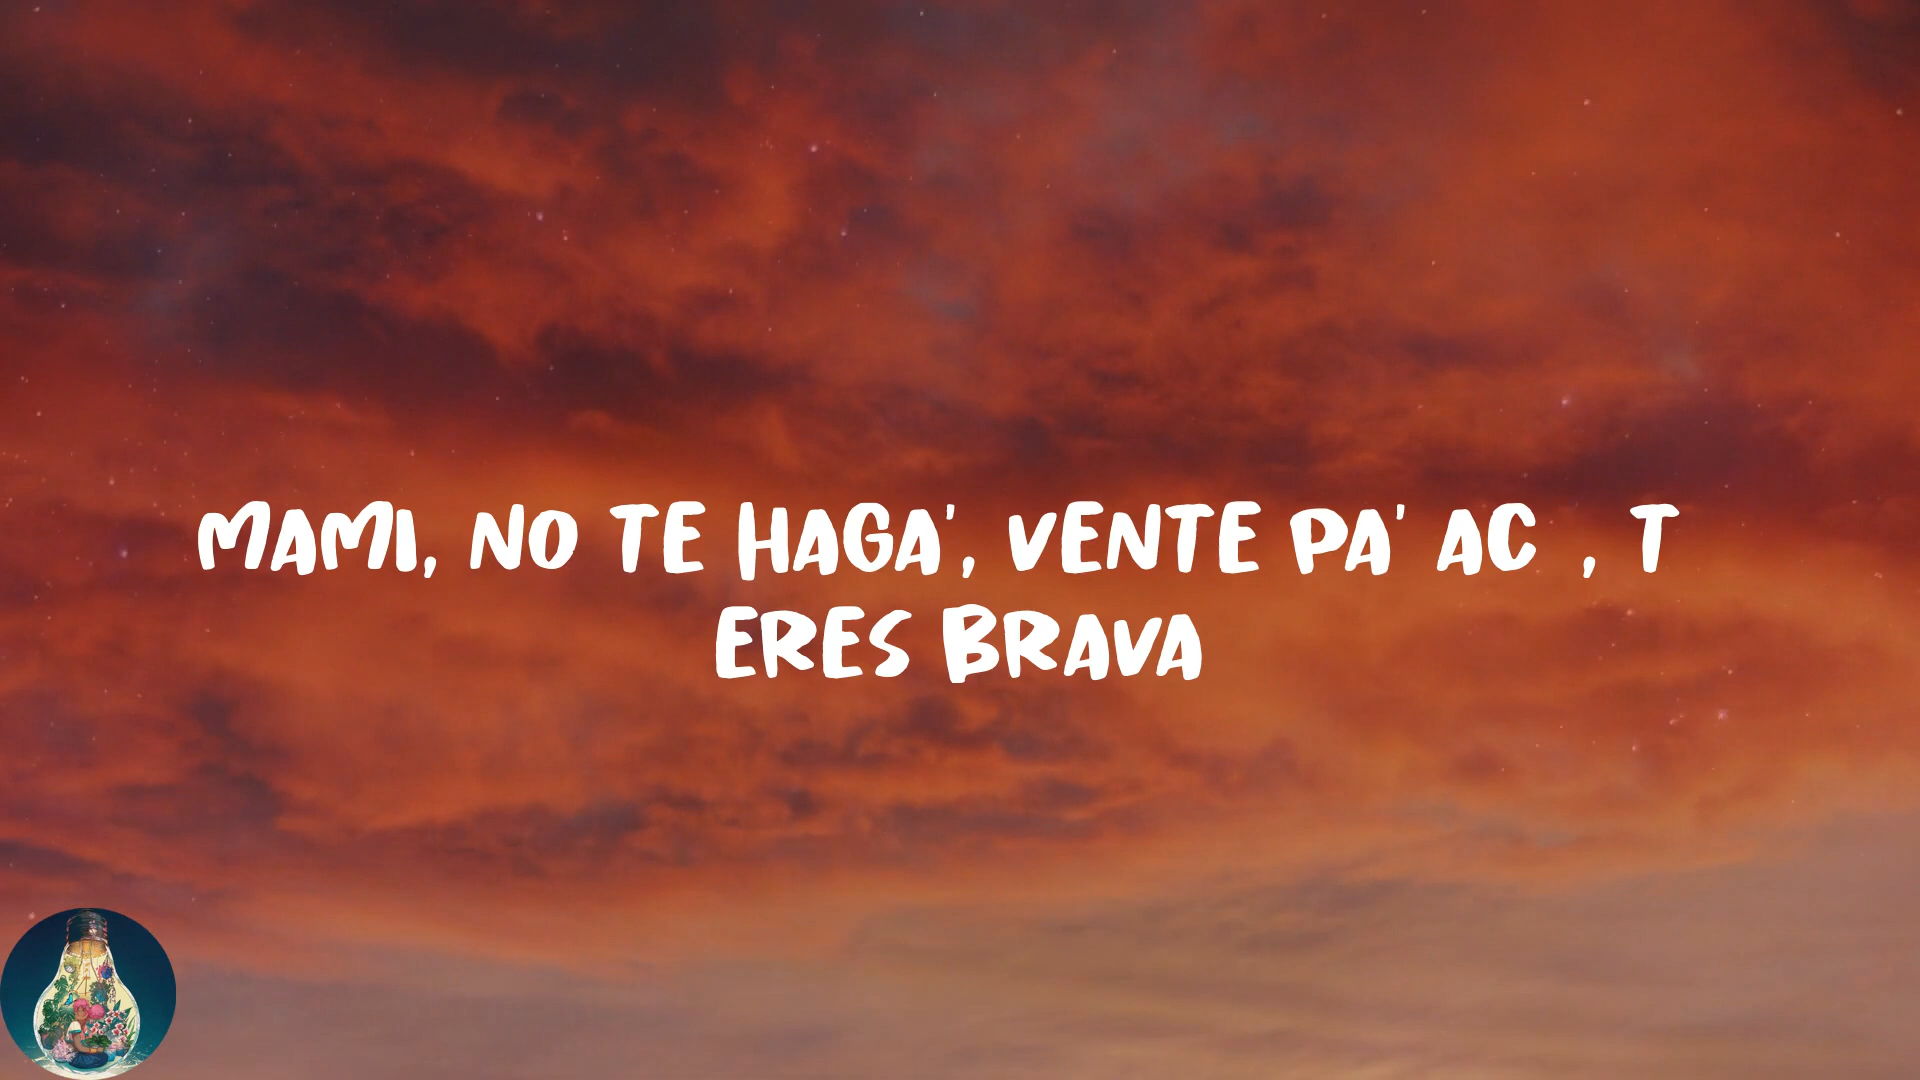 MAMI, NO TE HAGA', VENTE PA' AC , T
ERES BRAVA